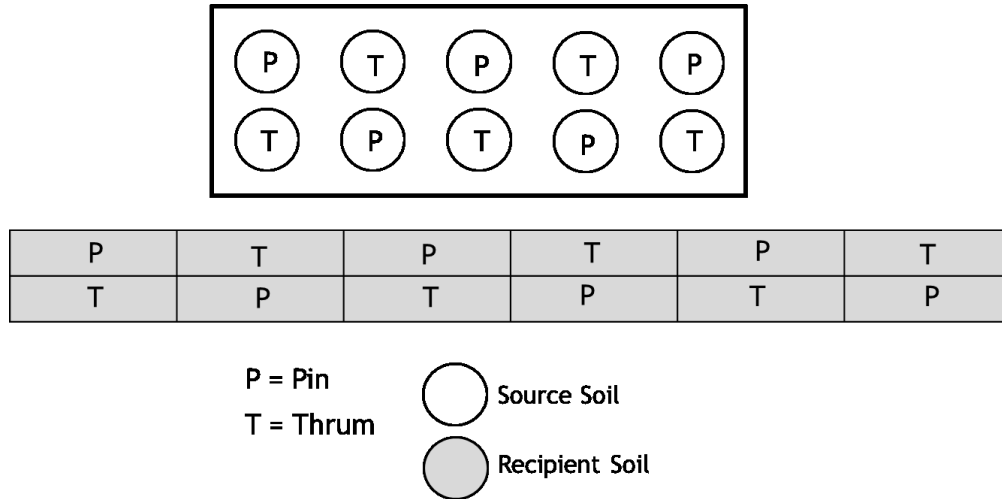 P T P T P
T P T P T
P T P T P T
T P T P T P
P = Pin
T = Thrum
Source Soil
Recipient Soil